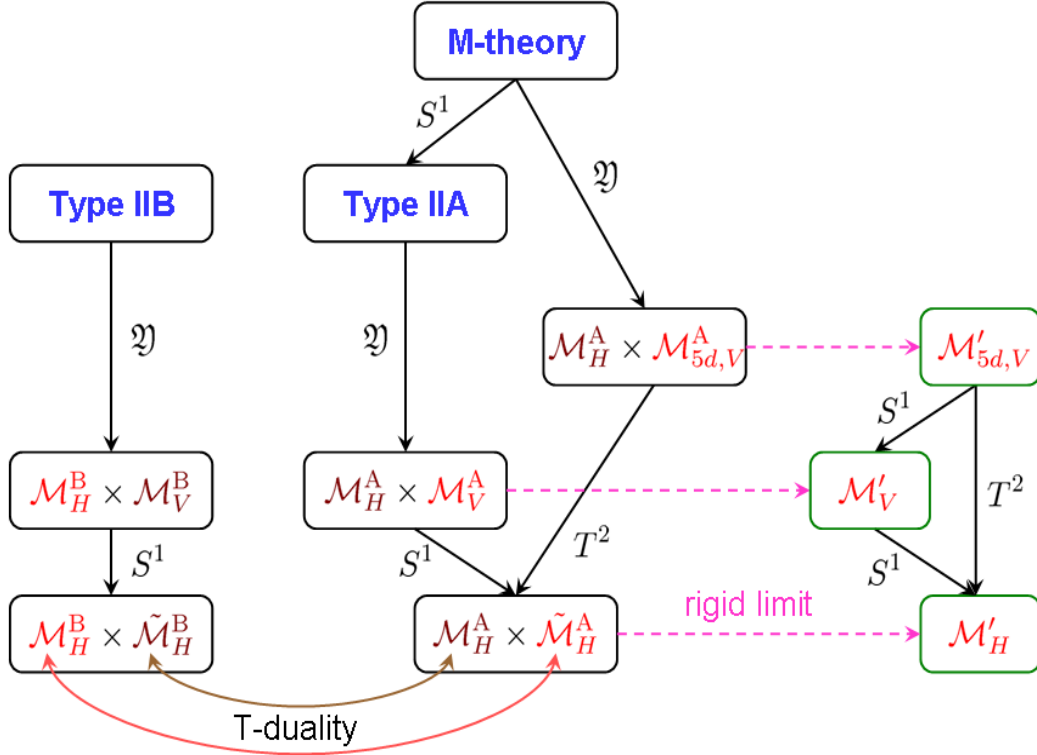 M-theory
S^1
𝔜
Type IIB
Type IIA
𝔜
𝔜
ℳ_H^A × ℳ_{5d,V}^A
ℳ′_{5d,V}
S^1
ℳ_H^B × ℳ_V^B
ℳ_H^A × ℳ_V^A
ℳ′_V
T^2
S^1
S^1
T^2
S^1
rigid limit
ℳ_H^B × ℳ̃_H^B
ℳ_H^A × ℳ̃_H^A
ℳ′_H
T-duality